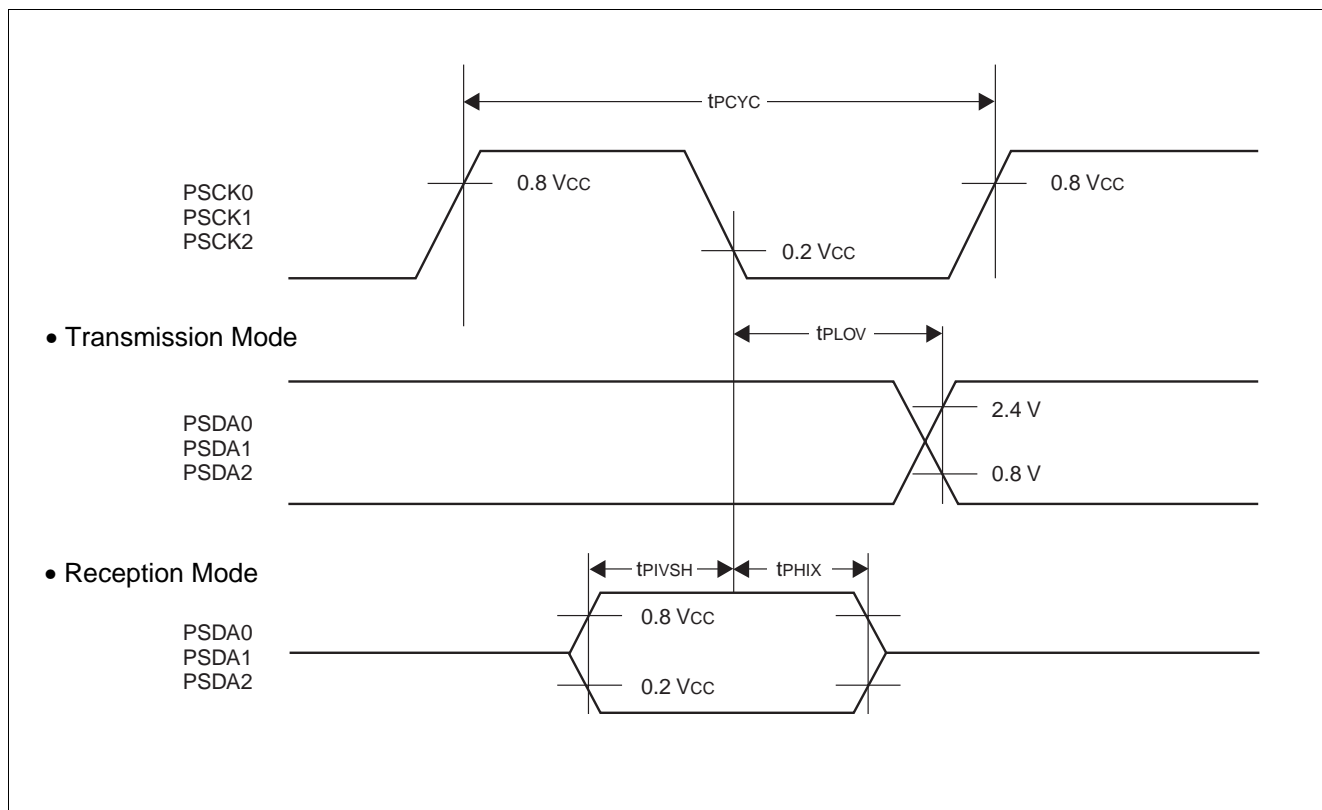 tPCYC
PSCK0
PSCK1
PSCK2
0.8 VCC
0.8 VCC
0.2 VCC
• Transmission Mode
tPLOV
PSDA0
PSDA1
PSDA2
2.4 V
0.8 V
• Reception Mode
tPIVSH
tPHIX
PSDA0
PSDA1
PSDA2
0.8 VCC
0.2 VCC